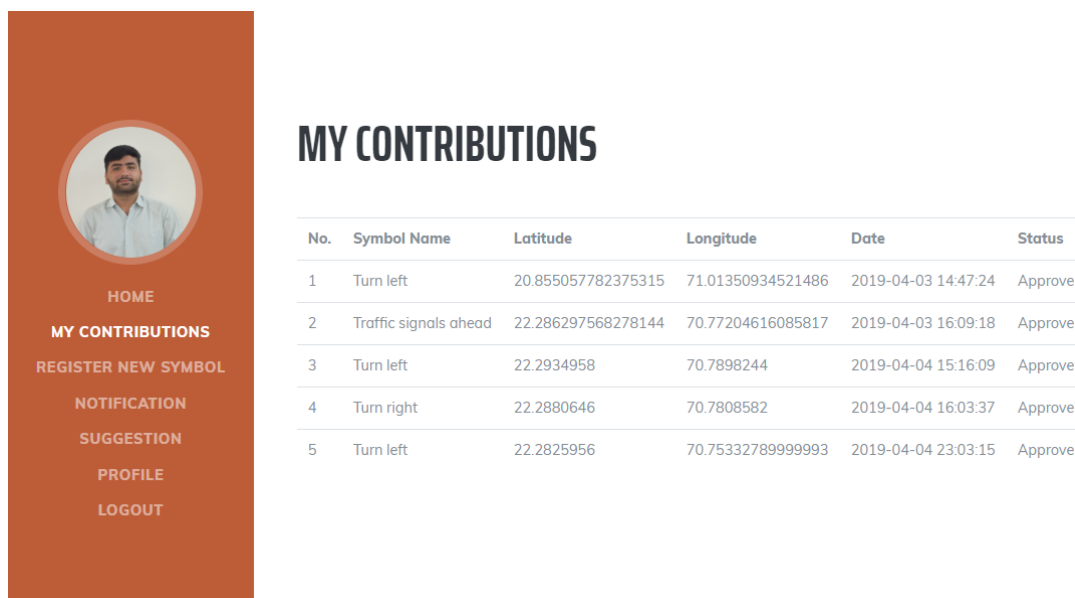 HOME
MY CONTRIBUTIONS
REGISTER NEW SYMBOL
NOTIFICATION
SUGGESTION
PROFILE
LOGOUT
MY CONTRIBUTIONS
No. Symbol Name Latitude Longitude Date Status
1 Turn left 20.855057782375315 71.01350934521486 2019-04-03 14:47:24 Approve
2 Traffic signals ahead 22.286297568278144 70.77204616085817 2019-04-03 16:09:18 Approve
3 Turn left 22.2934958 70.7898244 2019-04-04 15:16:09 Approve
4 Turn right 22.2880646 70.7808582 2019-04-04 16:03:37 Approve
5 Turn left 22.2825956 70.75332789999993 2019-04-04 23:03:15 Approve